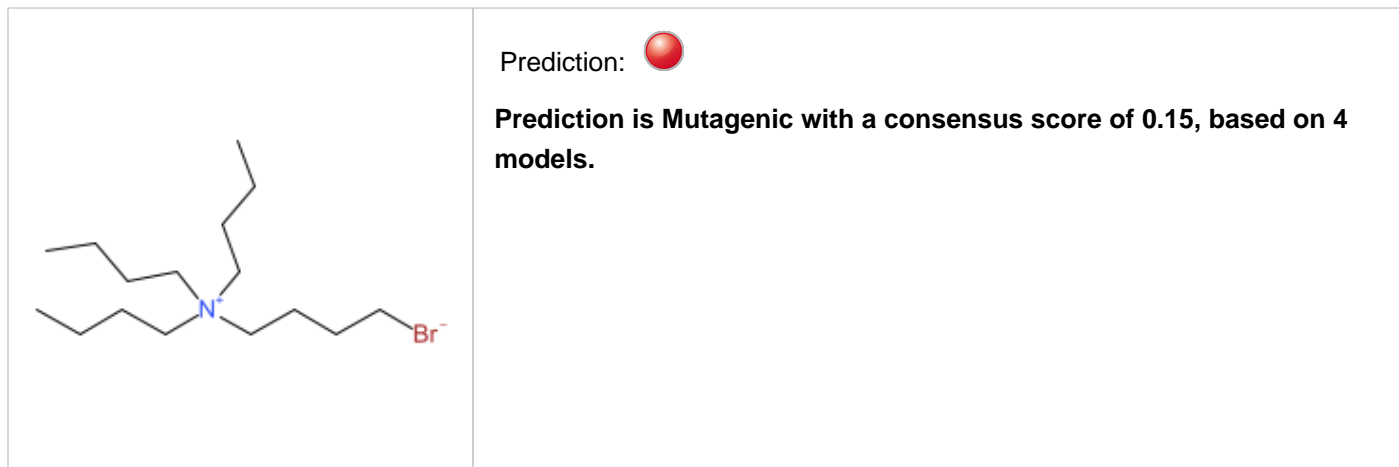 Prediction:
Prediction is Mutagenic with a consensus score of 0.15, based on 4
models.
N+
Br-